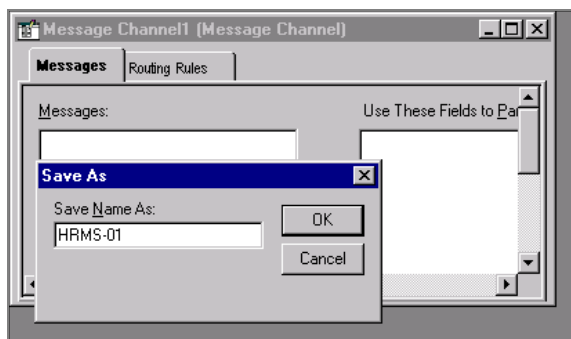 Message Channel1 (Message Channel)
Messages
Routing Rules
Messages:
Use These Fields to Par
Save As
Save Name As:
HRMS-01
OK
Cancel